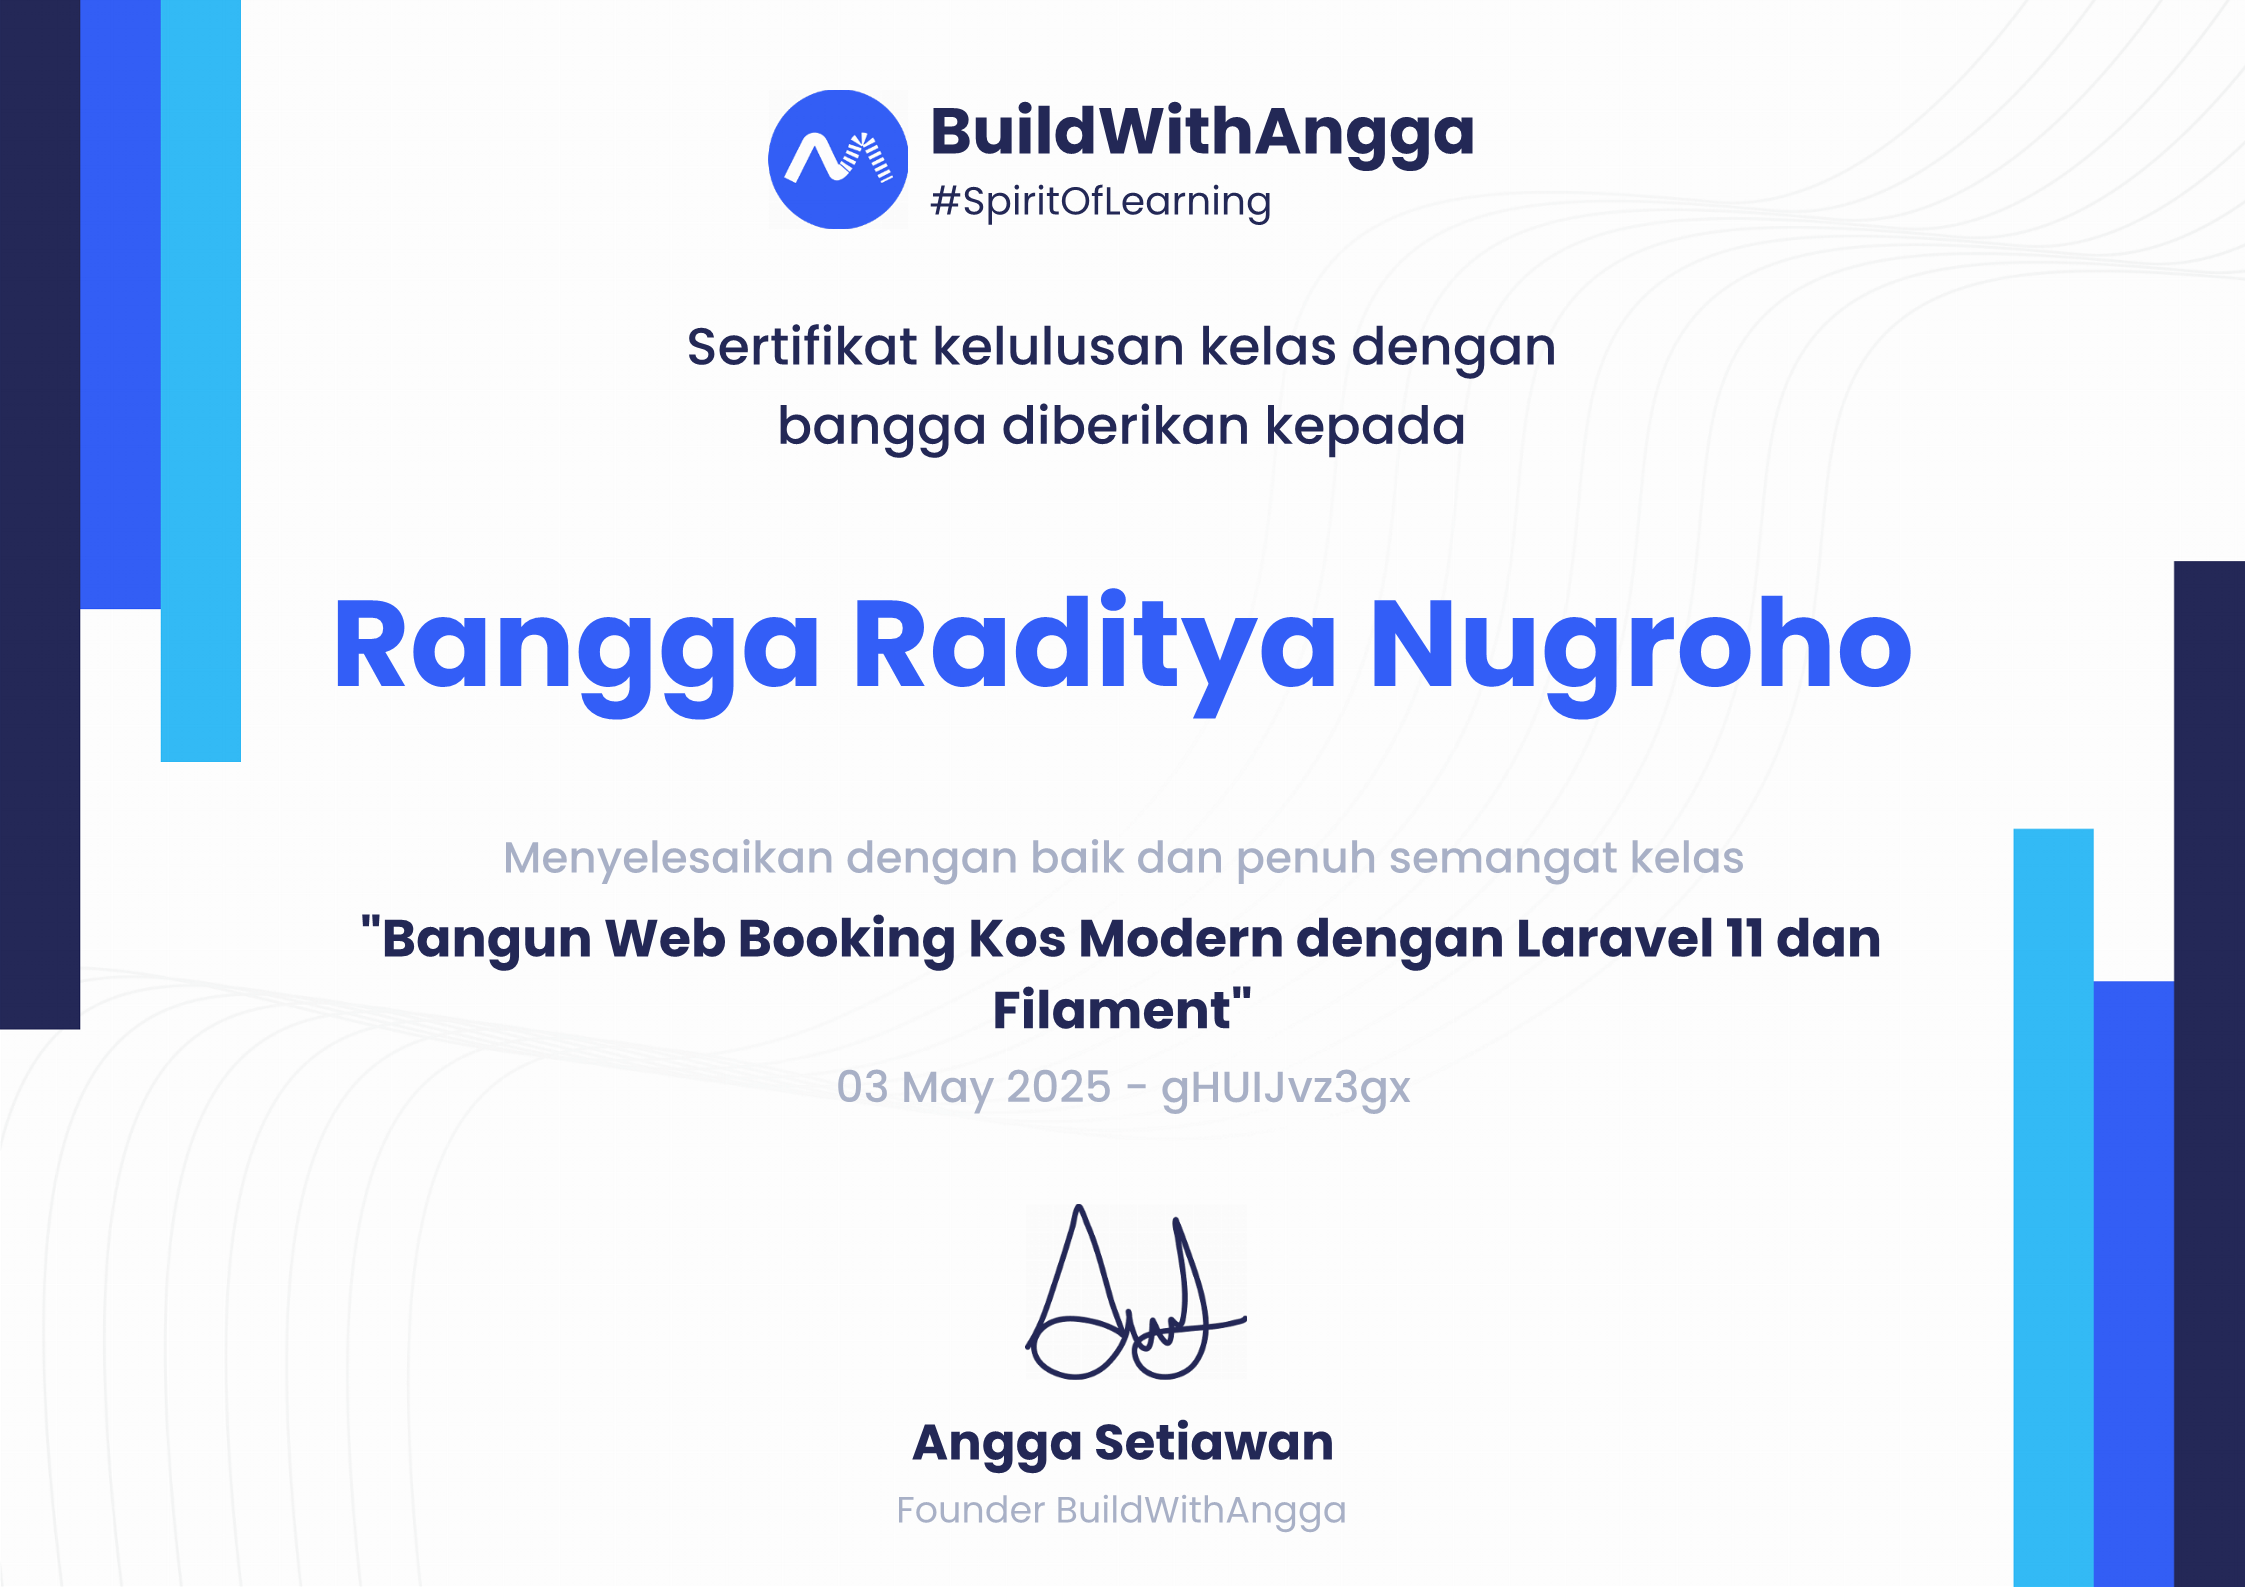 BuildWithAngga
#SpiritOfLearning
Sertifikat kelulusan kelas dengan
bangga diberikan kepada
Rangga Raditya Nugroho
Menyelesaikan dengan baik dan penuh semangat kelas
"Bangun Web Booking Kos Modern dengan Laravel 11 dan
Filament"
03 May 2025 - gHUIJvz3gx
Angga Setiawan
Founder BuildWithAngga